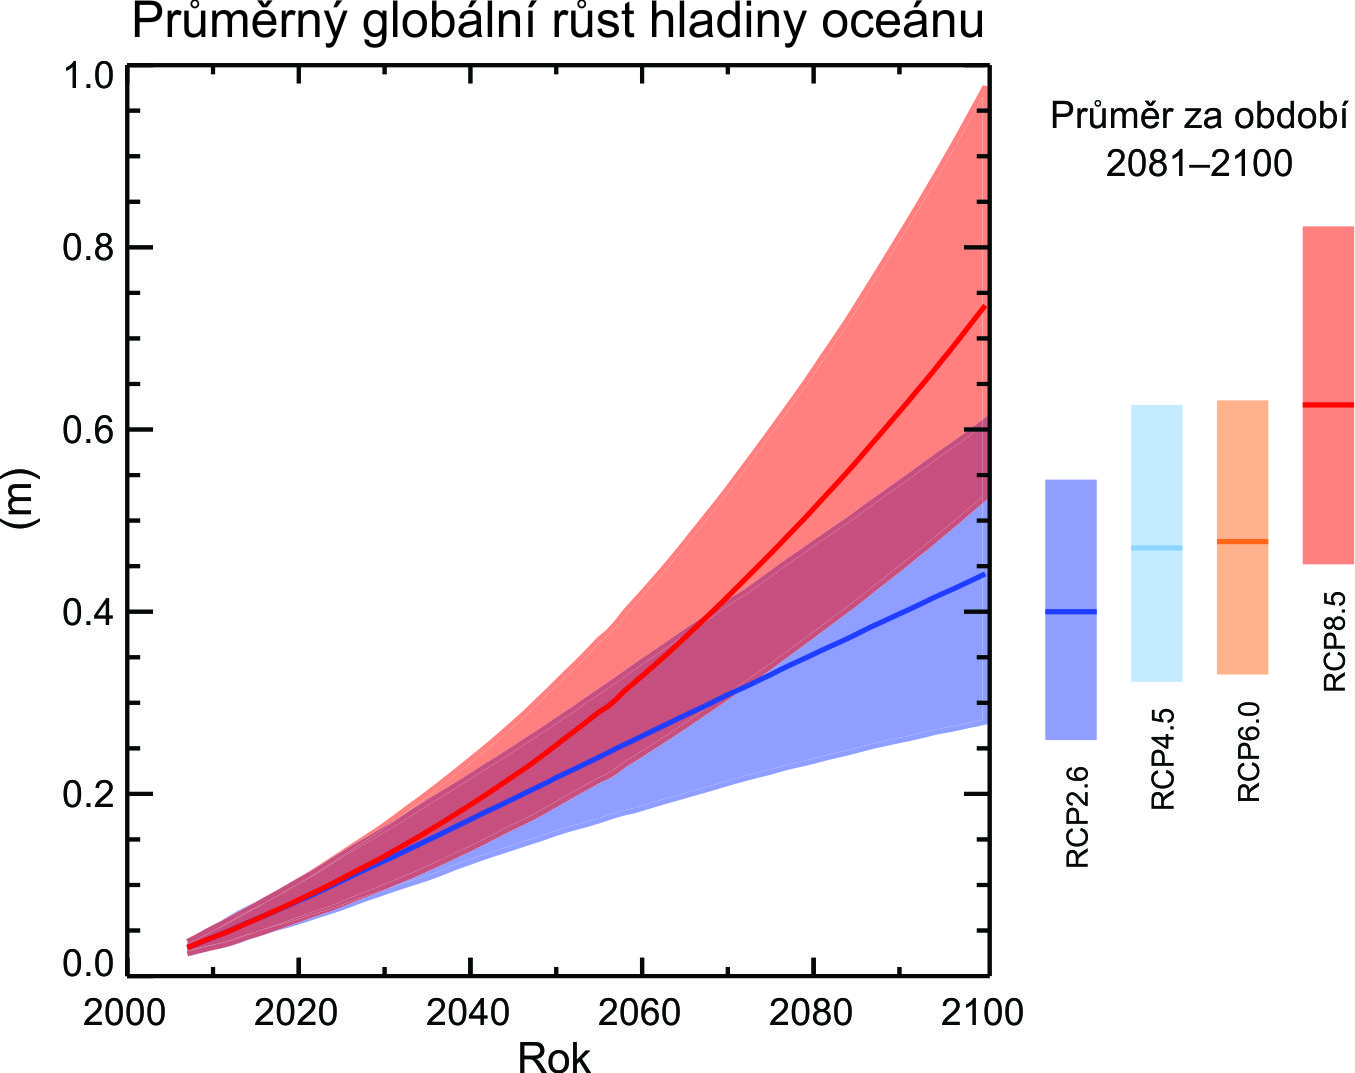 Průměrný globální růst hladiny oceánu
1.0
0.8
0.6
0.4
0.2
0.0
(m)
2000 2020 2040 2060 2080 2100
Rok
Průměr za období
2081–2100
RCP2.6
RCP4.5
RCP6.0
RCP8.5